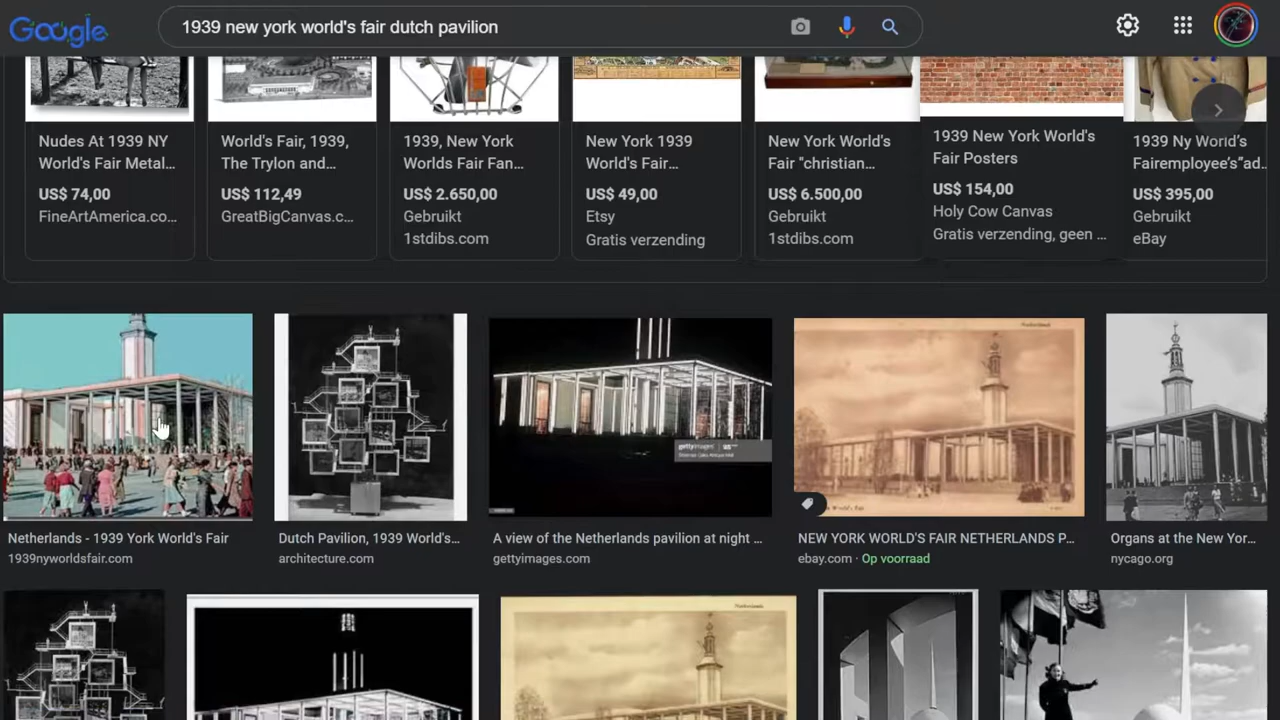 Google
1939 new york world's fair dutch pavilion
Nudes At 1939 NY
World's Fair Metal...
US$ 74,00
FineArtAmerica.co...
World's Fair, 1939,
The Trylon and...
US$ 112,49
GreatBigCanvas.c...
1939, New York
Worlds Fair Fan...
US$ 2.650,00
Gebruikt
1stdibs.com
New York 1939
World's Fair...
US$ 49,00
Etsy
Gratis verzending
New York World's
Fair "christian...
US$ 6.500,00
Gebruikt
1stdibs.com
1939 New York World's
Fair Posters
US$ 154,00
Holy Cow Canvas
Gratis verzending, geen ...
1939 Ny World's
Fairemployee's"ad...
US$ 395,00
Gebruikt
eBay
gettyimages
Netherlands - 1939 York World's Fair
1939nyworldsfair.com
Dutch Pavilion, 1939 World's...
architecture.com
A view of the Netherlands pavilion at night ...
gettyimages.com
NEW YORK WORLD'S FAIR NETHERLANDS P...
ebay.com · Op voorraad
Organs at the New Yor...
nycago.org